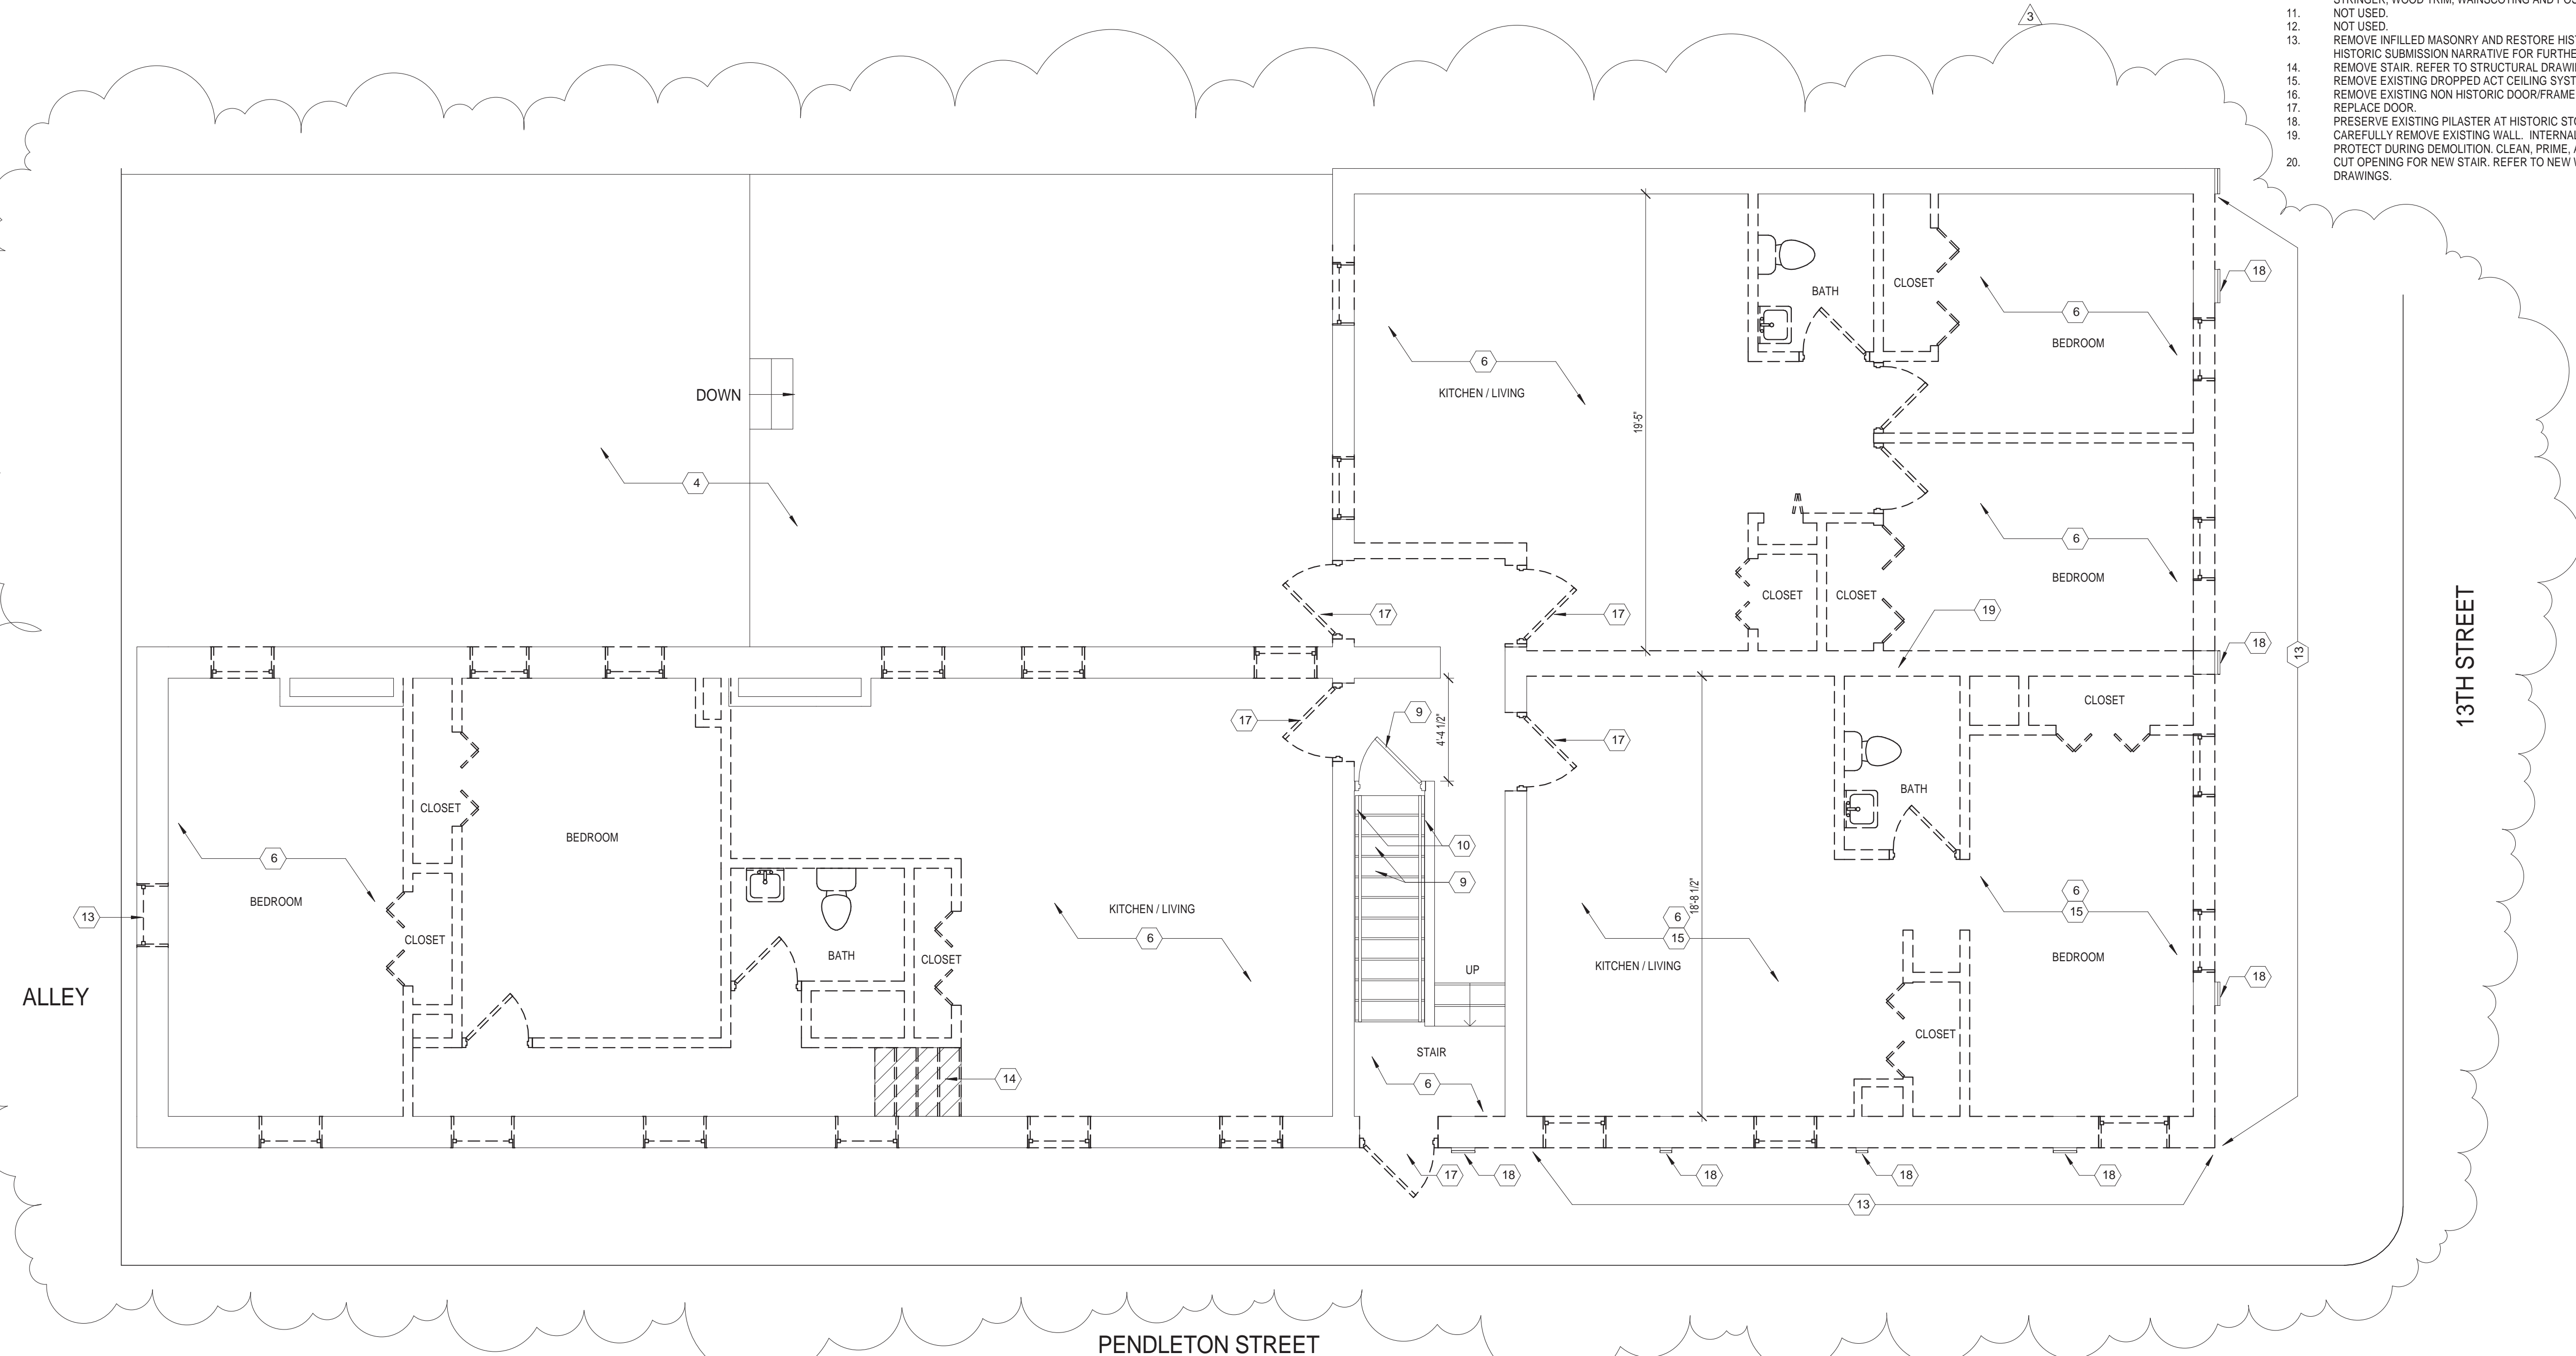 3
11. NOT USED.
12. NOT USED.
13. REMOVE INFILLED MASONRY AND RESTORE
HISTORIC SUBMISSION NARRATIVE FOR
14. REMOVE STAIR. REFER TO STRUCTURAL
15. REMOVE EXISTING DROPPED ACT CEILING
16. REMOVE EXISTING NON HISTORIC DOOR/FRAME
17. REPLACE DOOR.
18. PRESERVE EXISTING PILASTER AT HISTORIC
19. CAREFULLY REMOVE EXISTING WALL.
PROTECT DURING DEMOLITION. CLEAN, PRIME,
20. CUT OPENING FOR NEW STAIR. REFER TO NEW
DRAWINGS.
18
CLOSET
BATH
6
BEDROOM
6
KITCHEN / LIVING
DOWN
19'-5"
4
6
BEDROOM
CLOSET
CLOSET
19
17
17
18
13
13TH STREET
CLOSET
17
9
4'-4 1/2"
17
BATH
CLOSET
BEDROOM
10
6
9
BEDROOM
13
KITCHEN / LIVING
6
CLOSET
BATH
CLOSET
18'-8 1/2"
6
15
KITCHEN / LIVING
6
15
BEDROOM
UP
18
ALLEY
CLOSET
STAIR
14
6
17
18
18
18
18
13
PENDLETON STREET